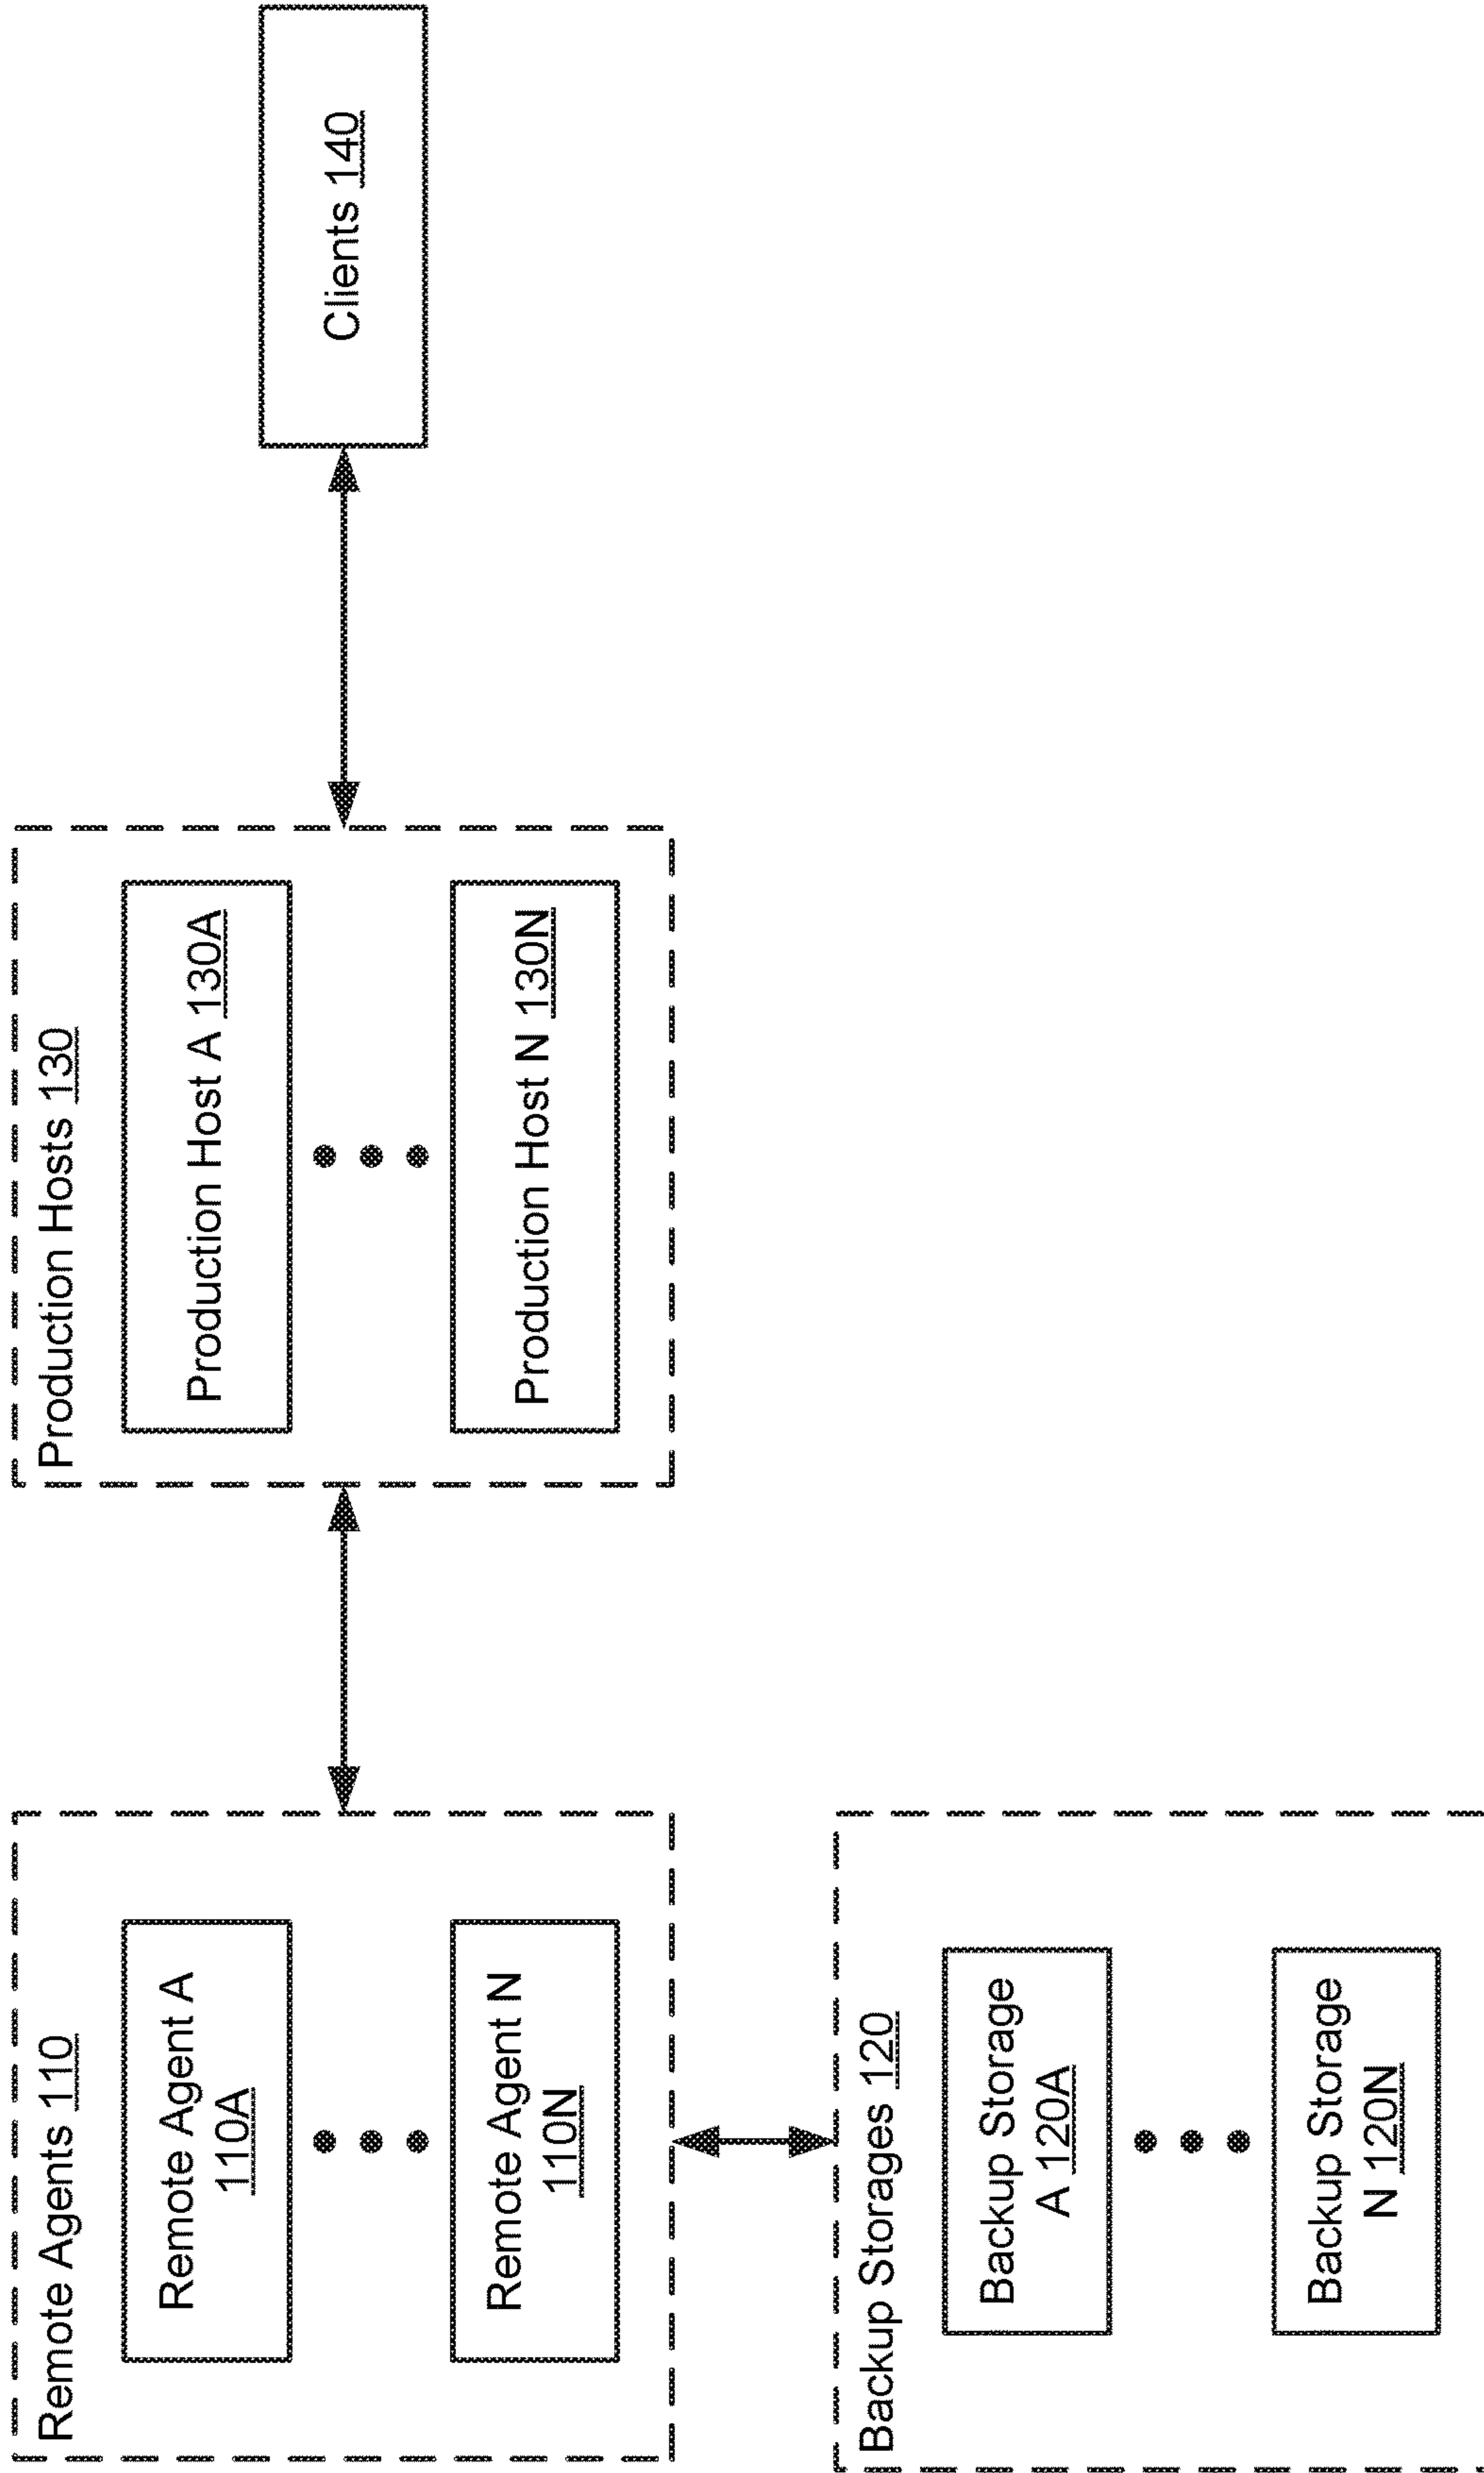 Remote Agents 110
Remote Agent A
110A
Remote Agent N
110N
Production Hosts 130
Production Host A 130A
Production Host N 130N
Clients 140
Backup Storages 120
Backup Storage
A 120A
Backup Storage
N 120N